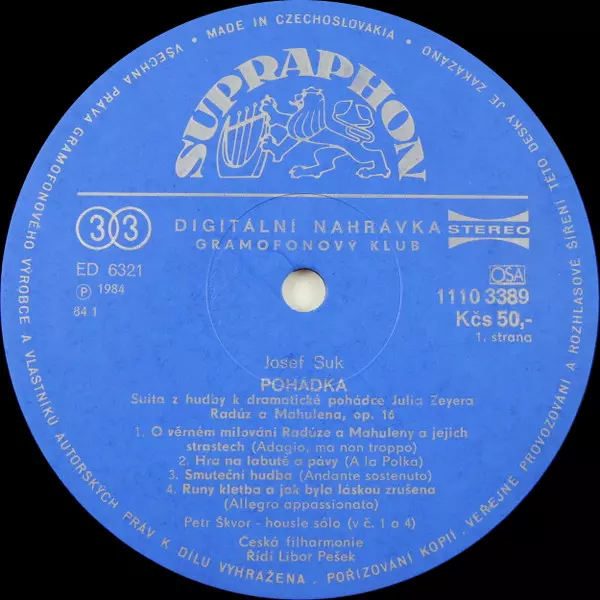 MADE IN CZECHOSLOVAKIA • VŠECHNA PRÁVA GRAMOFONOVÉHO VÝROBCE A VLASTNÍKŮ AUTORSKÝCH PRÁV K DÍLU VYHRAŽENA . POŘIZOVÁNÍ KOPIÍ . VEŘEJNÉ PROVOZOVÁNÍ A ROZHLASOVÉ ŠÍŘENÍ TÉTO DESKY JE ZAKÁZÁNO
SUPRAPHON
33 DIGITÁLNÍ NAHRÁVKA STEREO
GRAMOFONOVÝ KLUB
ED 6321
OSA
Ⓟ 1984
1110 3389
84 1
Kčs 50,-
1. strana
Josef Suk
POHÁDKA
Suita z hudby k dramatické pohádce Julia Zeyera
Radúz a Mahulena, op. 16
1. O věrném milování Radúze a Mahuleny a jejich
strastech (Adagio, ma non troppo)
2. Hra na labutě a pávy (A la Polka)
3. Smuteční hudba (Andante sostenuto)
4. Runy kletba a jak byla láskou zrušena
(Allegro appassionato)
Petr Škvor - housle sólo (v č. 1 a 4)
Česká filharmonie
Řídí Libor Pešek